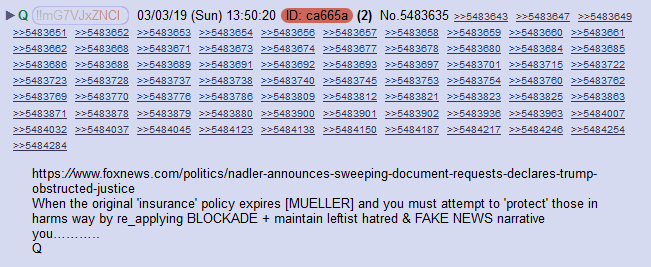 ▶ Q !!mG7VJxZNCI 03/03/19 (Sun) 13:50:20 ID: ca665a (2) No.5483635 >>5483643 >>5483647 >>5483649
>>5483651 >>5483652 >>5483653 >>5483654 >>5483656 >>5483657 >>5483658 >>5483659 >>5483660 >>5483661
>>5483662 >>5483668 >>5483671 >>5483673 >>5483674 >>5483677 >>5483678 >>5483680 >>5483684 >>5483685
>>5483686 >>5483688 >>5483689 >>5483691 >>5483692 >>5483693 >>5483697 >>5483701 >>5483715 >>5483722
>>5483723 >>5483728 >>5483737 >>5483738 >>5483740 >>5483745 >>5483753 >>5483754 >>5483760 >>5483762
>>5483769 >>5483770 >>5483776 >>5483786 >>5483809 >>5483812 >>5483821 >>5483823 >>5483825 >>5483863
>>5483871 >>5483878 >>5483879 >>5483880 >>5483900 >>5483901 >>5483902 >>5483936 >>5483963 >>5484007
>>5484032 >>5484037 >>5484045 >>5484123 >>5484138 >>5484150 >>5484187 >>5484217 >>5484246 >>5484254
>>5484284
https://www.foxnews.com/politics/nadler-announces-sweeping-document-requests-declares-trump-
obstructed-justice
When the original 'insurance' policy expires [MUELLER] and you must attempt to 'protect' those in
harms way by re_applying BLOCKADE + maintain leftist hatred & FAKE NEWS narrative
you………..
Q